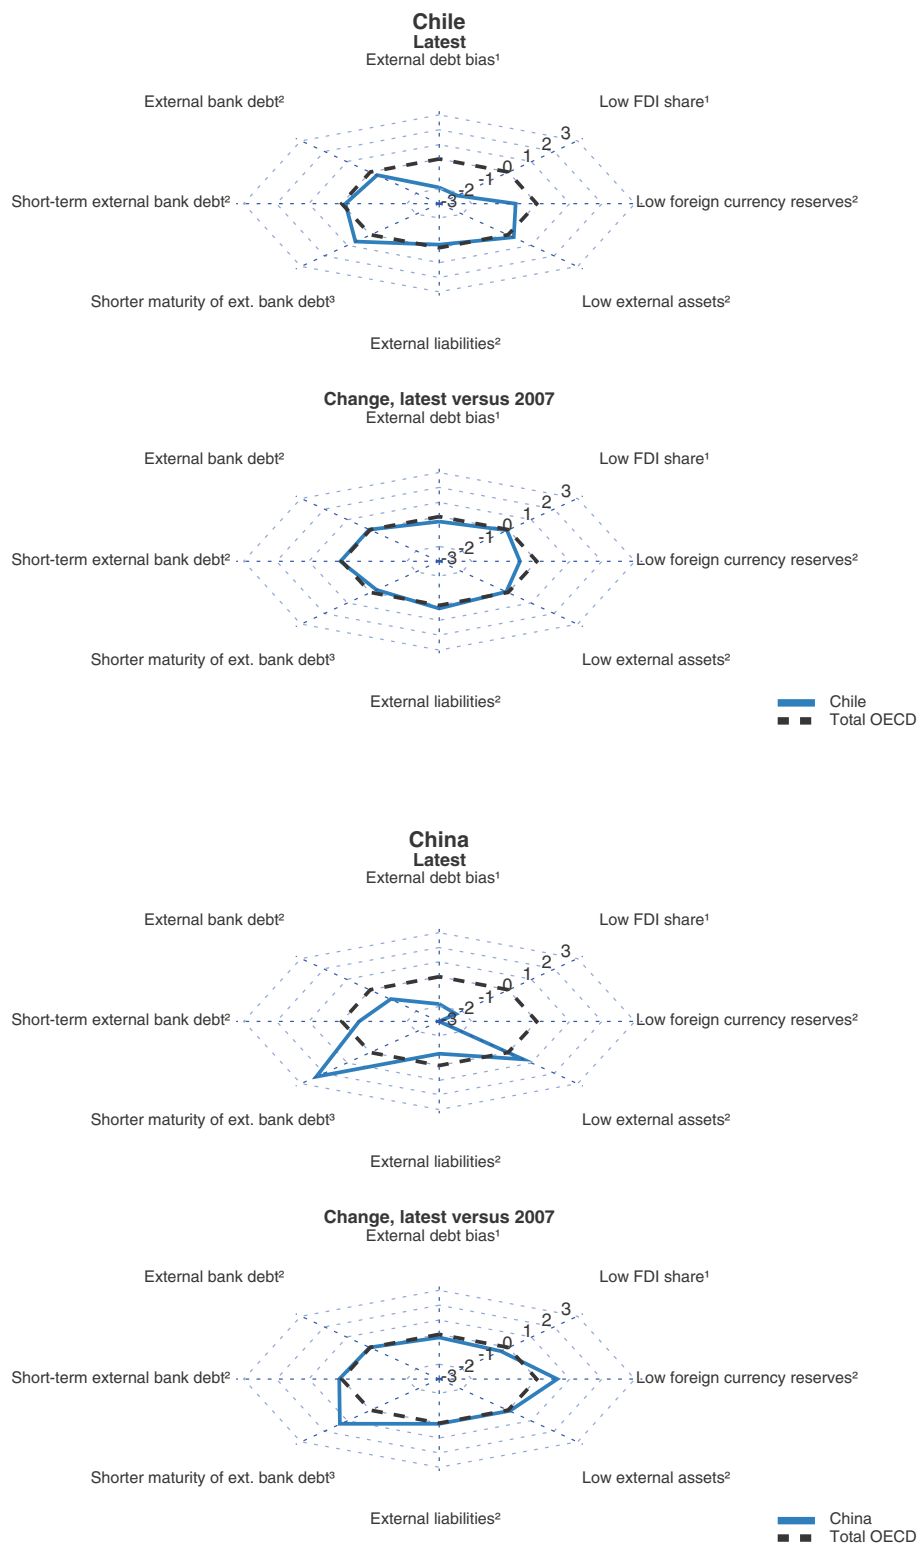 Chile
Latest
External debt bias¹
External bank debt²
Low FDI share¹
3
2
1
0
-1
-2
-3
Short-term external bank debt²
Low foreign currency reserves²
Shorter maturity of ext. bank debt³
Low external assets²
External liabilities²
Change, latest versus 2007
External debt bias¹
External bank debt²
Low FDI share¹
3
2
1
0
-1
-2
-3
Short-term external bank debt²
Low foreign currency reserves²
Shorter maturity of ext. bank debt³
Low external assets²
External liabilities²
Chile
Total OECD
China
Latest
External debt bias¹
External bank debt²
Low FDI share¹
3
2
1
0
-1
-2
-3
Short-term external bank debt²
Low foreign currency reserves²
Shorter maturity of ext. bank debt³
Low external assets²
External liabilities²
Change, latest versus 2007
External debt bias¹
External bank debt²
Low FDI share¹
3
2
1
0
-1
-2
-3
Short-term external bank debt²
Low foreign currency reserves²
Shorter maturity of ext. bank debt³
Low external assets²
External liabilities²
China
Total OECD